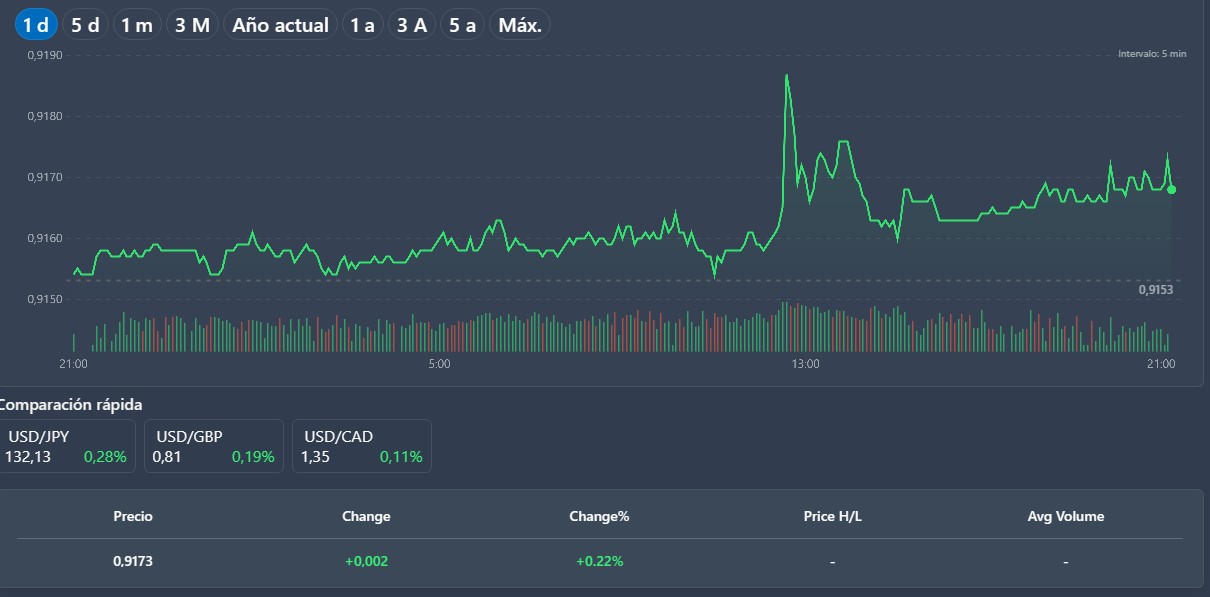 1 d 5 d 1 m 3 M Año actual 1 a 3 A 5 a Máx.
0,9190
Intervalo: 5 min
0,9180
0,9170
0,9160
0,9153
0,9150
21:00 5:00 13:00 21:00
Comparación rápida
USD/JPY USD/GBP USD/CAD
132,13 0,28% 0,81 0,19% 1,35 0,11%
Precio Change Change% Price H/L Avg Volume
0,9173 +0,002 +0.22% - -